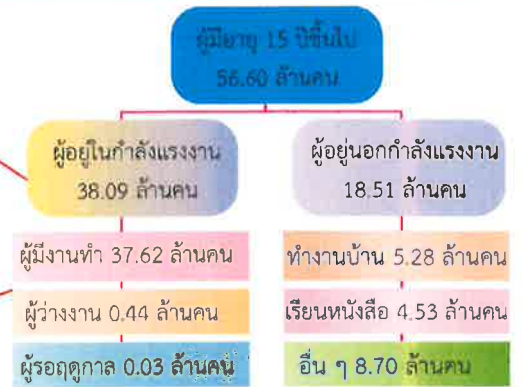 ผู้มีอายุ 15 ปีขึ้นไป
56.60 ล้านคน
ผู้อยู่ในกำลังแรงงาน
38.09 ล้านคน
ผู้มีงานทำ 37.62 ล้านคน
ผู้ว่างงาน 0.44 ล้านคน
ผู้รอฤดูกาล 0.03 ล้านคน
ผู้อยู่นอกกำลังแรงงาน
18.51 ล้านคน
ทำงานบ้าน 5.28 ล้านคน
เรียนหนังสือ 4.53 ล้านคน
อื่น ๆ 8.70 ล้านคน